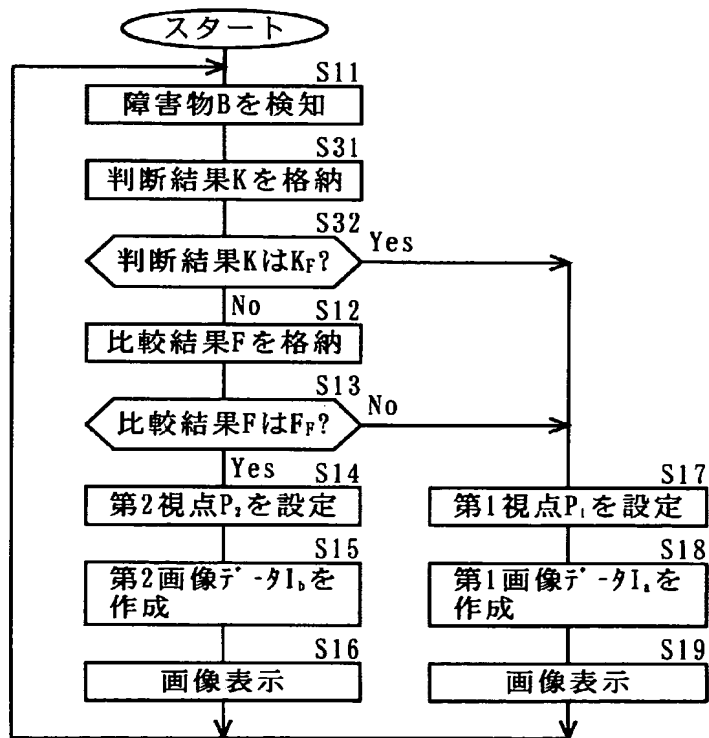 スタート
S11
障害物Bを検知
S31
判断結果Kを格納
S32
判断結果KはKF?
Yes
No
S12
比較結果Fを格納
S13
比較結果FはFF?
No
Yes
S14
第2視点P2を設定
S15
第2画像データIbを
作成
S16
画像表示
S17
第1視点P1を設定
S18
第1画像データIaを
作成
S19
画像表示